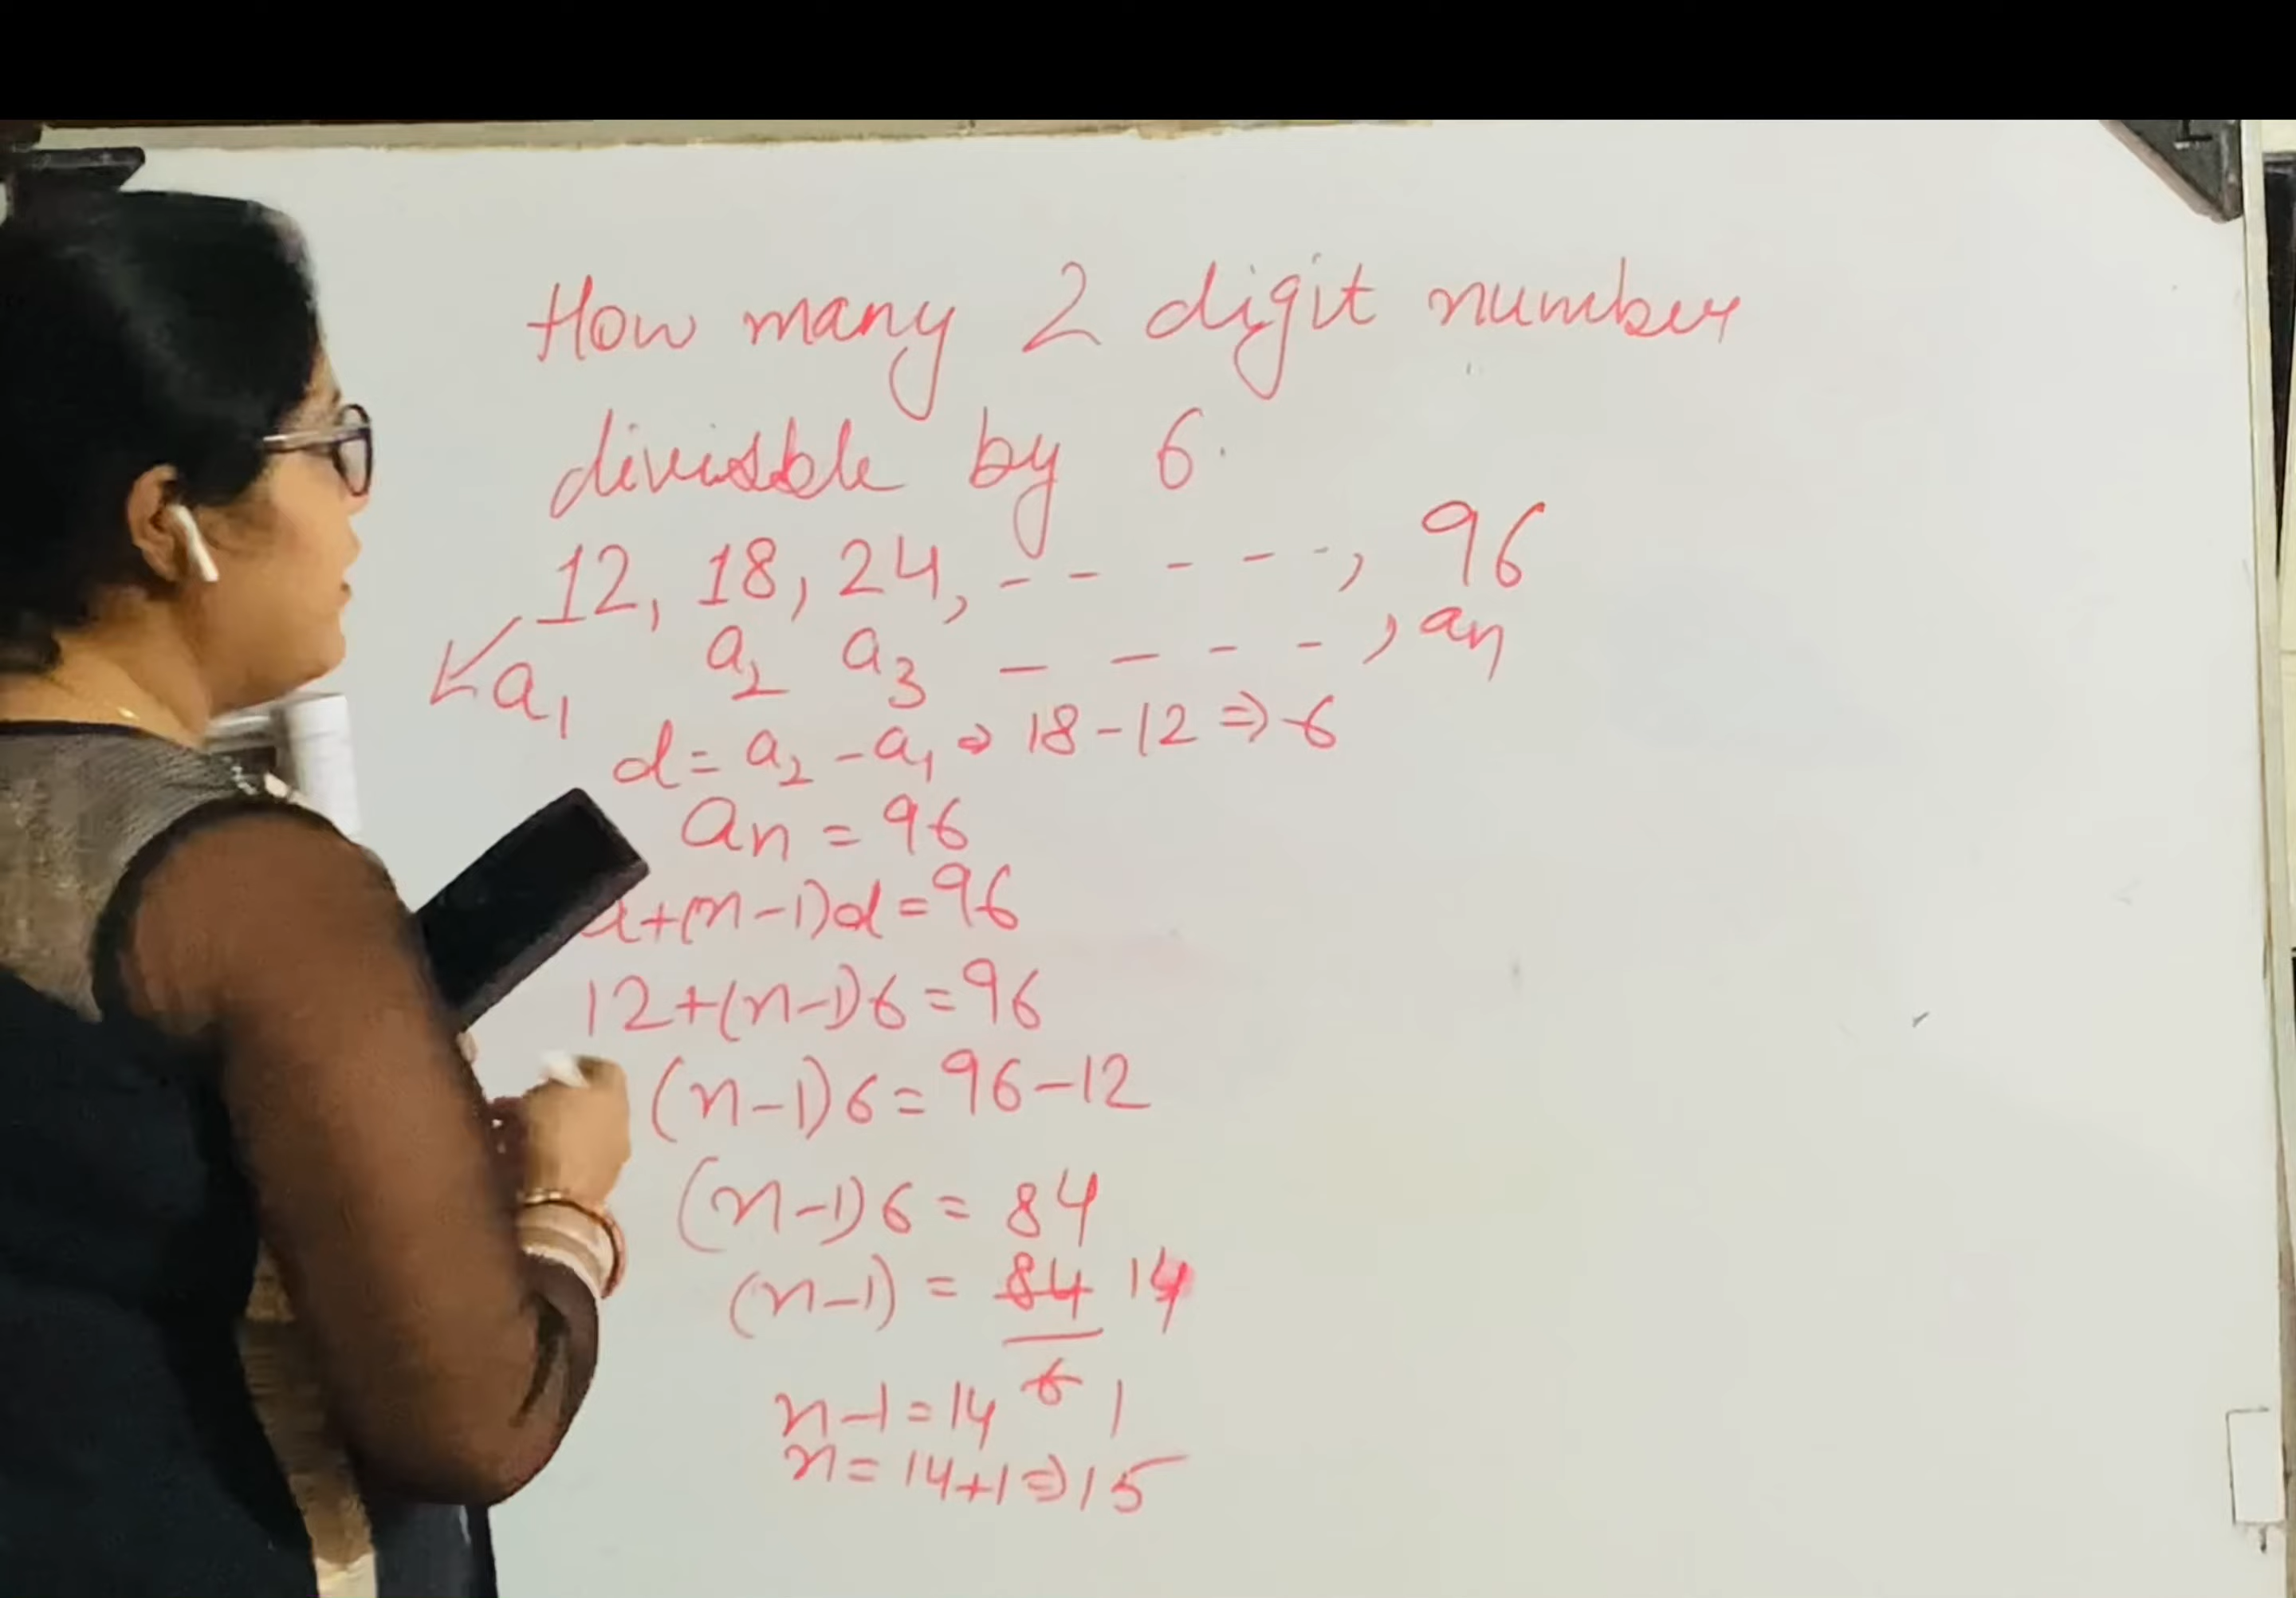 How many 2 digit number
divisible by 6.
12, 18, 24, - - - - -, 96
a1 a2 a3 - - - - , an
d = a2 - a1 ⇒ 18 - 12 ⇒ 6
an = 96
a+(n-1)d = 96
12+(n-1)6 = 96
(n-1)6 = 96-12
(n-1)6 = 84
(n-1) = 84 14
6 1
n-1 = 14
n = 14+1 ⇒ 15